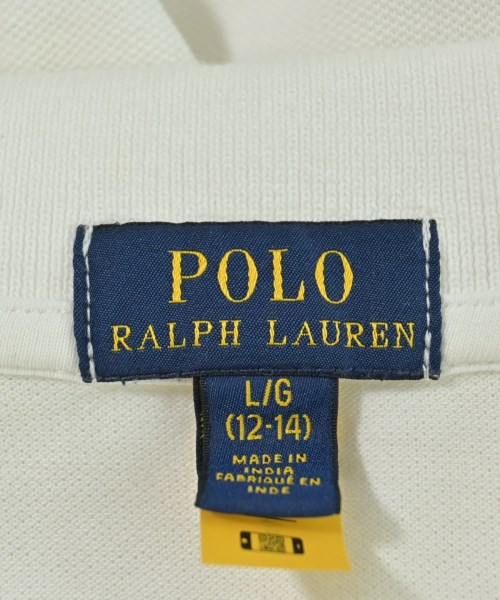 POLO
RALPH LAUREN
L/G
(12-14)
MADE IN
INDIA
FABRIQUÉ EN
INDE